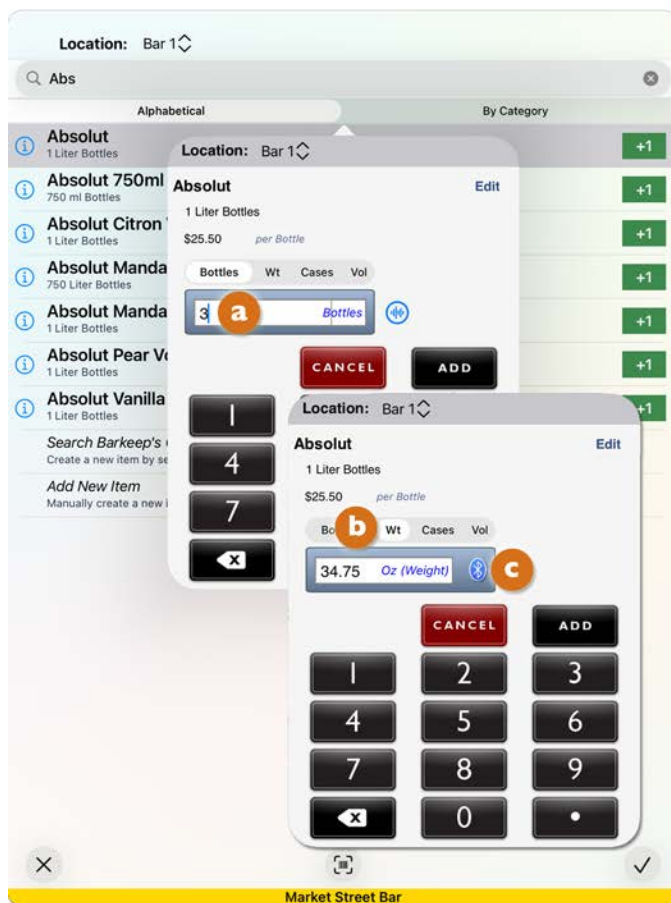 Location: Bar 1
Abs
Alphabetical By Category
Absolut
1 Liter Bottles
+1
Absolut 750ml
750 ml Bottles
+1
Absolut Citron
1 Liter Bottles
+1
Absolut Manda
750 Liter Bottles
+1
Absolut Manda
1 Liter Bottles
+1
Absolut Pear
1 Liter Bottles
+1
Absolut Vanilla
1 Liter Bottles
+1
Search Barkeep's
Create a new item by
Add New Item
Manually create a new
Location: Bar 1
Absolut Edit
1 Liter Bottles
$25.50 per Bottle
Bottles Wt Cases Vol
3 a Bottles
CANCEL ADD
1
4
7
Location: Bar 1
Absolut Edit
1 Liter Bottles
$25.50 per Bottle
b Wt Cases Vol
34.75 Oz (Weight) c
CANCEL ADD
1 2 3
4 5 6
7 8 9
0 •
Market Street Bar